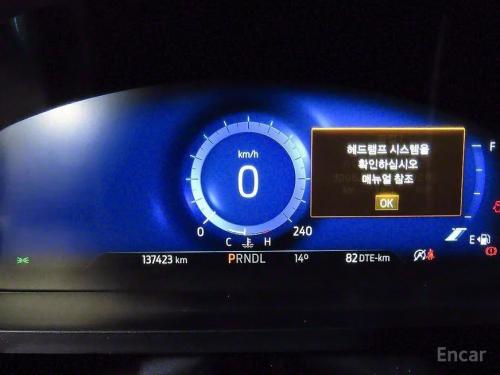 km/h
0
헤드램프 시스템을
확인하십시오
매뉴얼 참조
OK
F
0
240
C
H
E
137423 km
PRNDL
14°
82 DTE-km
Encar